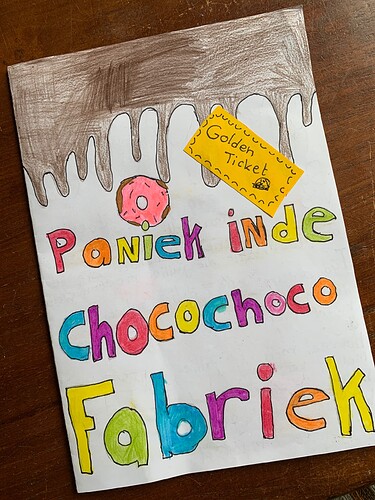 Golden
Ticket
Paniek inde
Chocochoco
Fabriek